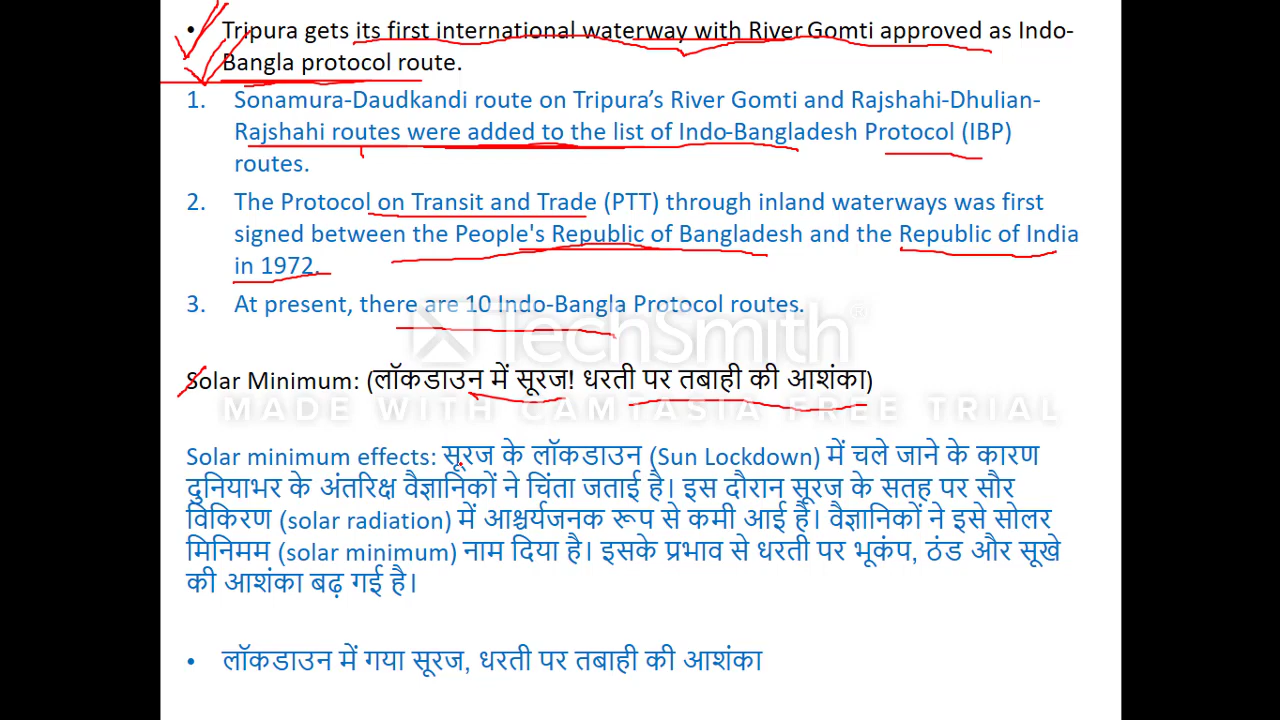 • Tripura gets its first international waterway with River Gomti approved as Indo-
Bangla protocol route.
1. Sonamura-Daudkandi route on Tripura’s River Gomti and Rajshahi-Dhulian-
Rajshahi routes were added to the list of Indo-Bangladesh Protocol (IBP)
routes.
2. The Protocol on Transit and Trade (PTT) through inland waterways was first
signed between the People's Republic of Bangladesh and the Republic of India
in 1972.
3. At present, there are 10 Indo-Bangla Protocol routes.
TechSmith®
Solar Minimum: (लॉकडाउन में सूरज! धरती पर तबाही की आशंका)
MADE WITH CAMTASIA FREE TRIAL
Solar minimum effects: सूरज के लॉकडाउन (Sun Lockdown) में चले जाने के कारण
दुनियाभर के अंतरिक्ष वैज्ञानिकों ने चिंता जताई है। इस दौरान सूरज के सतह पर सौर
विकिरण (solar radiation) में आश्चर्यजनक रूप से कमी आई है। वैज्ञानिकों ने इसे सोलर
मिनिमम (solar minimum) नाम दिया है। इसके प्रभाव से धरती पर भूकंप, ठंड और सूखे
की आशंका बढ़ गई है।
• लॉकडाउन में गया सूरज, धरती पर तबाही की आशंका